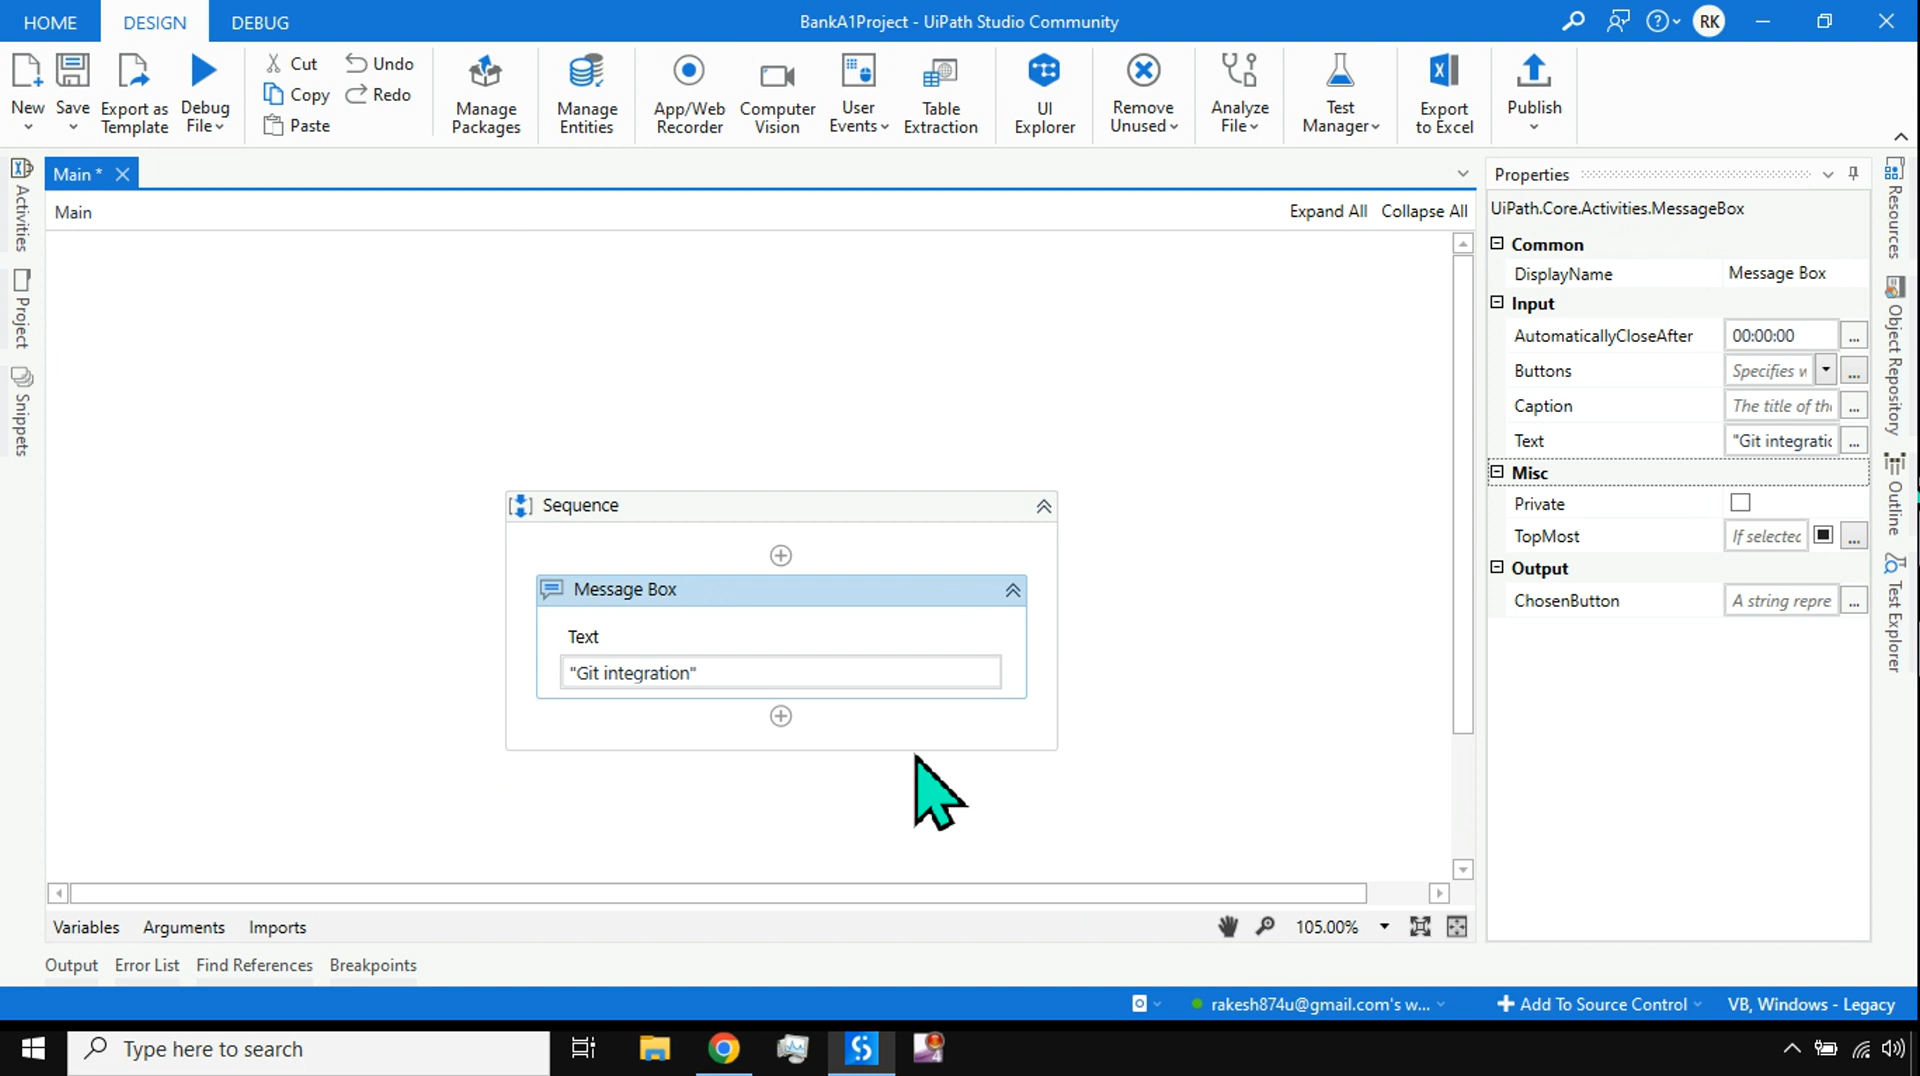 HOME DESIGN DEBUG BankA1Project - UiPath Studio Community RK
New
Save
Export as
Template
Debug
File
Cut
Copy
Paste
Undo
Redo
Manage
Packages
Manage
Entities
App/Web
Recorder
Computer
Vision
User
Events
Table
Extraction
UI
Explorer
Remove
Unused
Analyze
File
Test
Manager
Export
to Excel
Publish
Activities
Project
Snippets
Main *
Main Expand All Collapse All
Sequence
Message Box
Text
"Git integration"
Variables Arguments Imports 105.00%
Output Error List Find References Breakpoints
Properties
UiPath.Core.Activities.MessageBox
Common
DisplayName Message Box
Input
AutomaticallyCloseAfter 00:00:00 ...
Buttons Specifies ...
Caption The title of ...
Text "Git ...
Misc
Private
TopMost If ...
Output
ChosenButton A string ...
Resources
Object Repository
Outline
Test Explorer
rakesh874u@gmail.com's w... Add To Source Control VB, Windows - Legacy
Type here to search
4